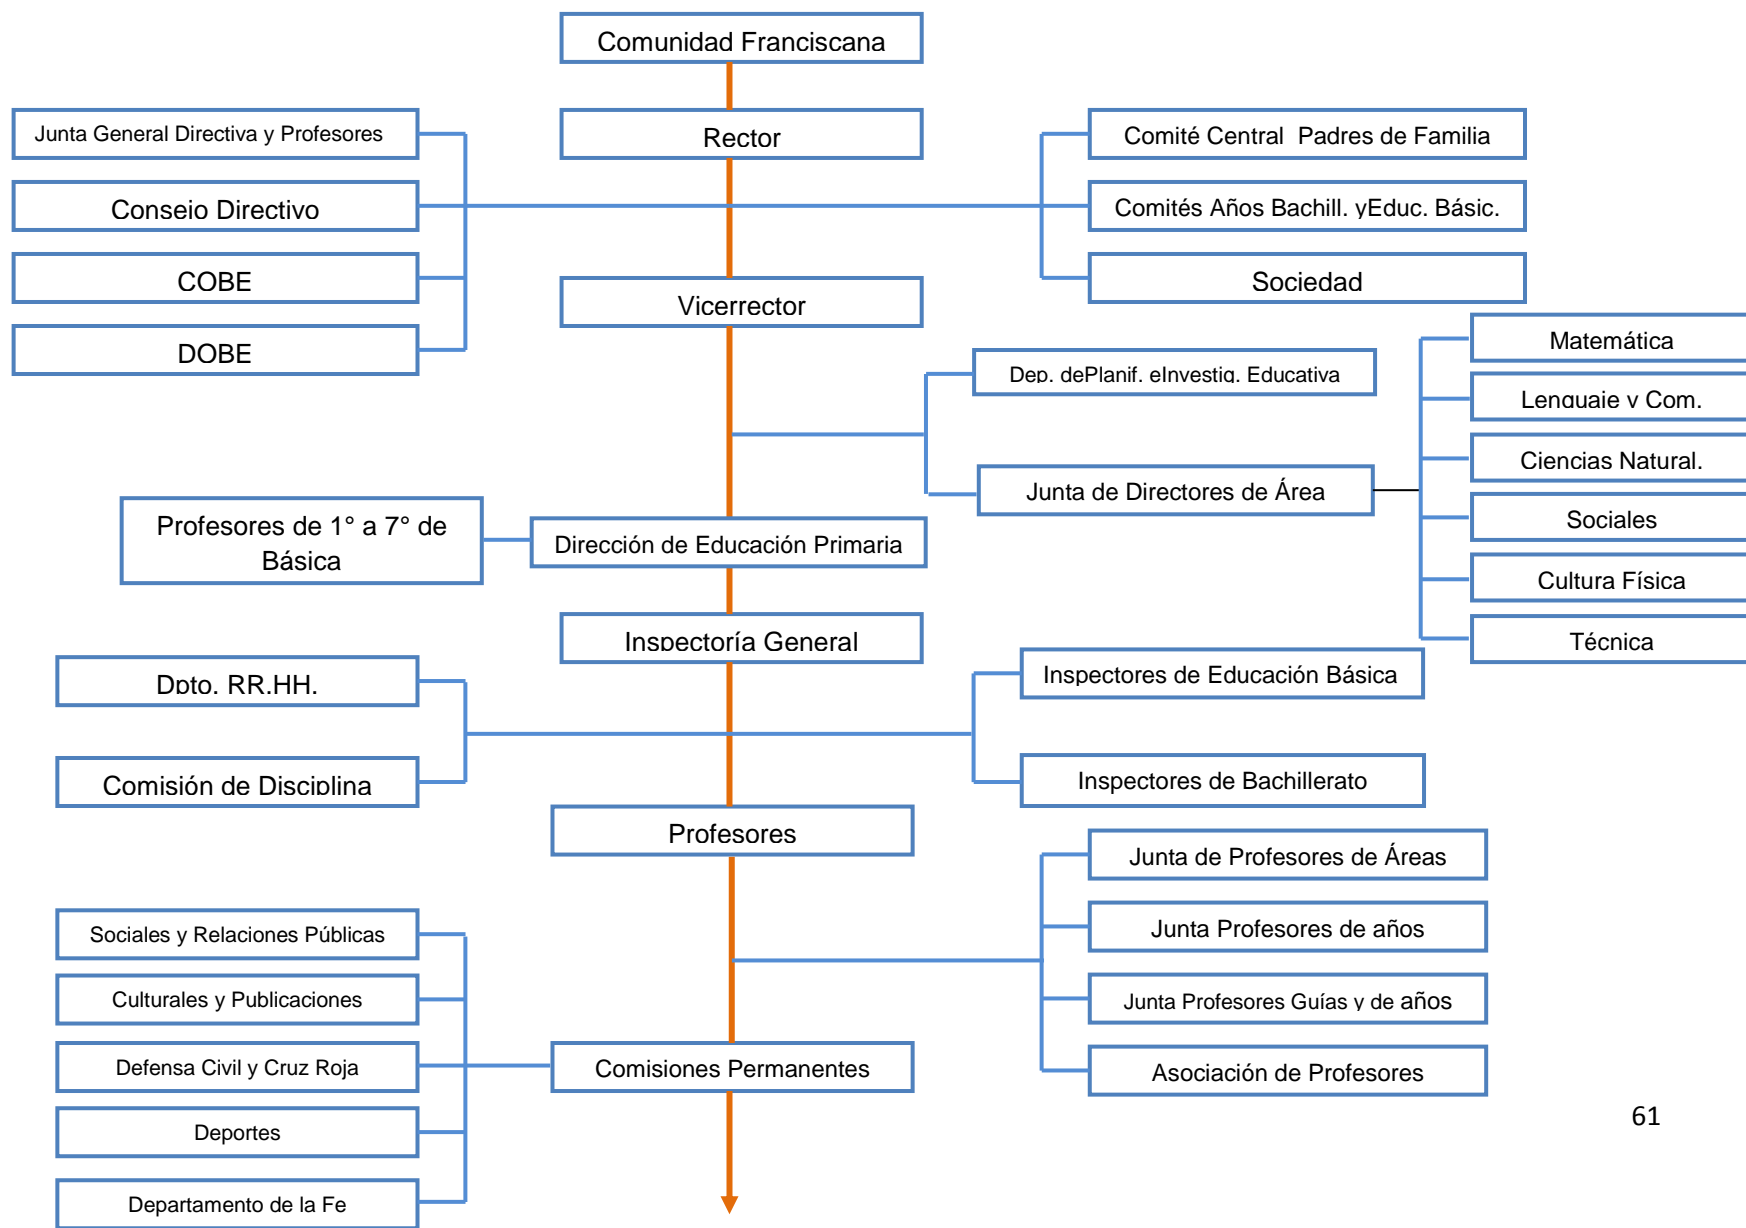 Comunidad Franciscana
Junta General Directiva y Profesores
Rector
Comité Central Padres de Familia
Consejo Directivo
Comités Años Bachill. yEduc. Básic.
COBE
Vicerrector
Sociedad
DOBE
Dep. dePlanif. eInvestig. Educativa
Matemática
Lenguaje y Com.
Ciencias Natural.
Junta de Directores de Área
Sociales
Profesores de 1° a 7° de
Básica
Dirección de Educación Primaria
Cultura Física
Inspectoría General
Técnica
Dpto. RR.HH.
Inspectores de Educación Básica
Comisión de Disciplina
Inspectores de Bachillerato
Profesores
Junta de Profesores de Áreas
Sociales y Relaciones Públicas
Junta Profesores de años
Culturales y Publicaciones
Junta Profesores Guías y de años
Defensa Civil y Cruz Roja
Comisiones Permanentes
Asociación de Profesores
Deportes
Departamento de la Fe
61